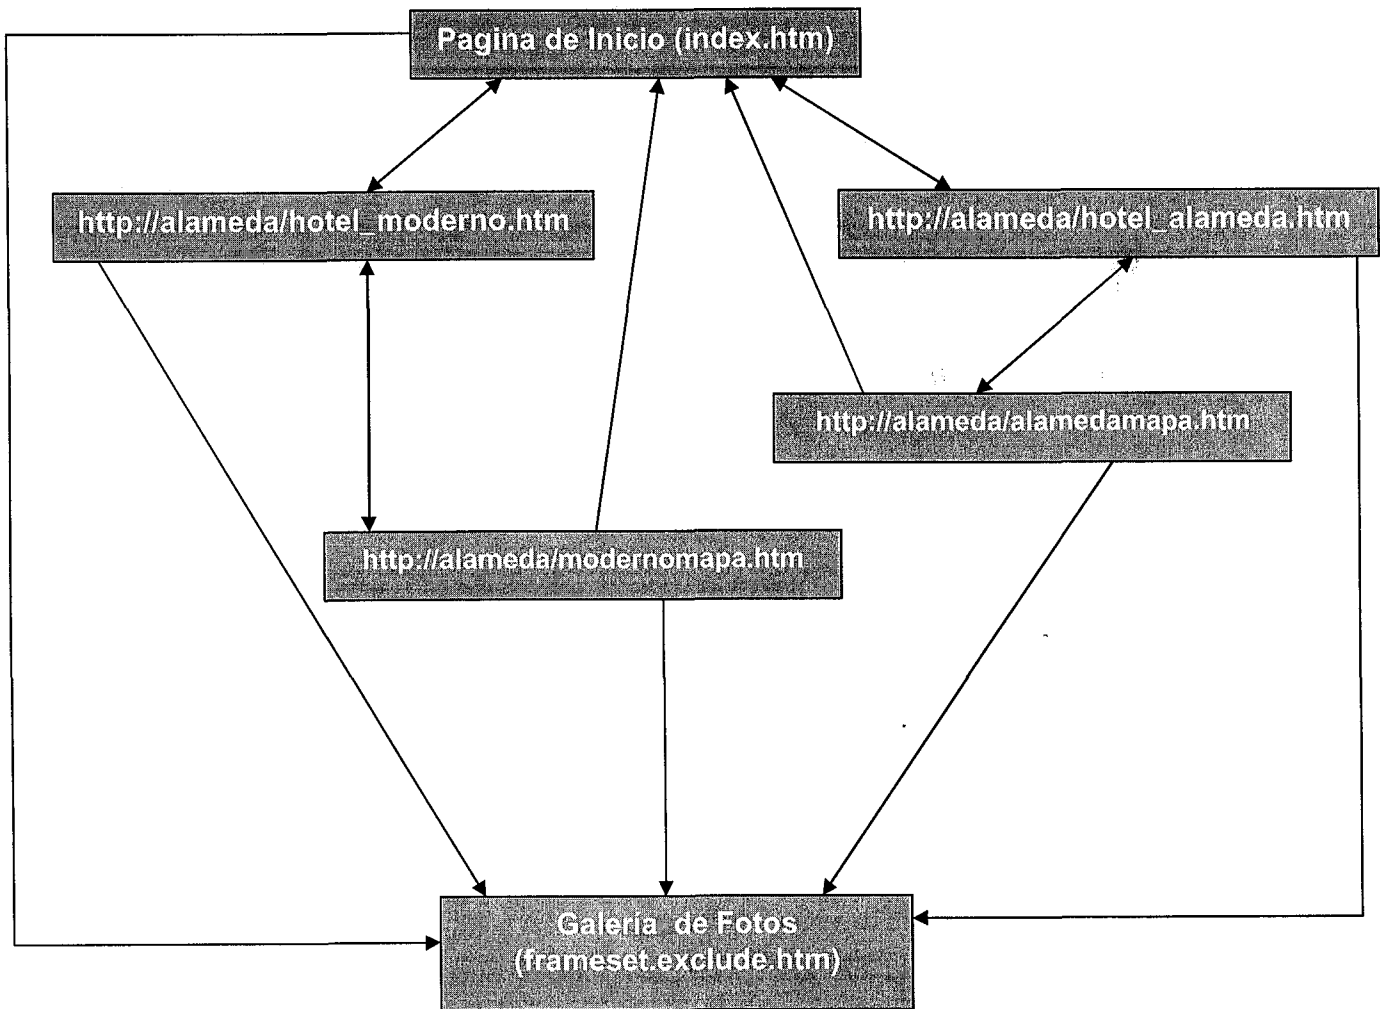 Pagina de Inicio (index.htm)
http://alameda/hotel_moderno.htm
http://alameda/hotel_alameda.htm
http://alameda/alamedamapa.htm
http://alameda/modernomapa.htm
Galería de Fotos
(frameset.exclude.htm)